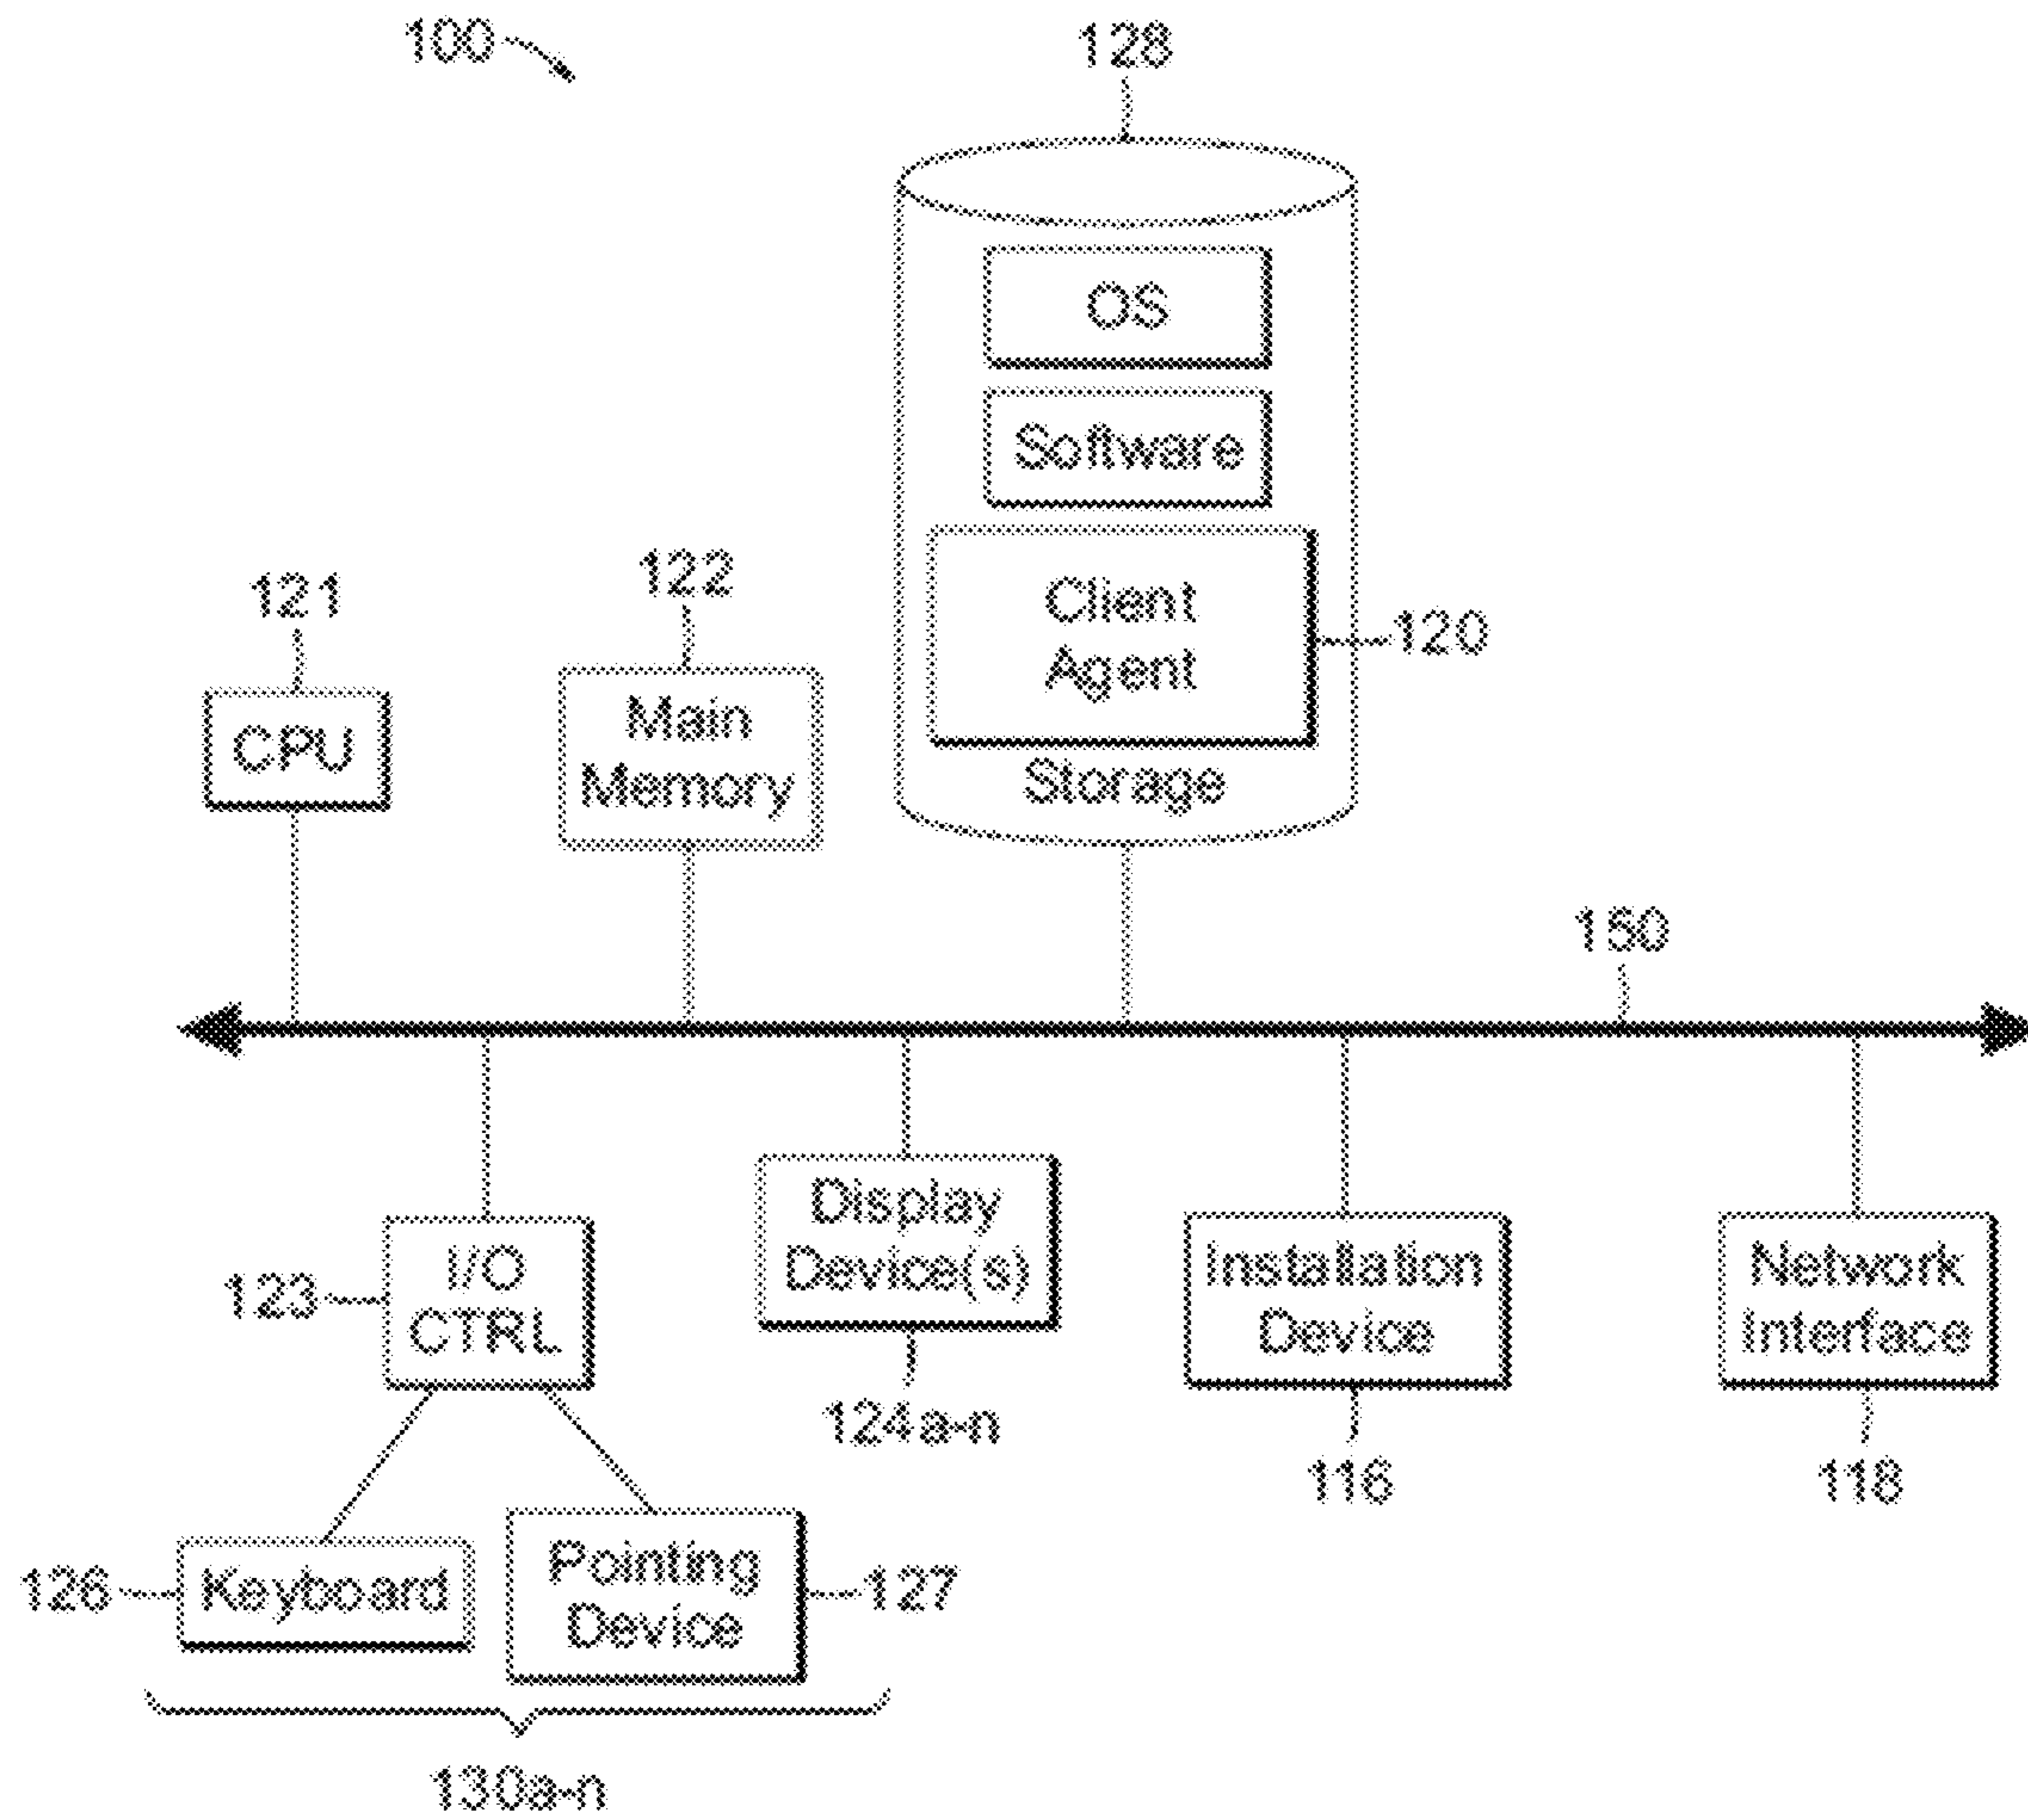 100
128
OS
Software
Client
Agent
120
Storage
121
CPU
122
Main
Memory
150
I/O
CTRL
123
Display
Device(s)
124a-n
Installation
Device
116
Network
Interface
118
126
Keyboard
Pointing
Device
127
130a-n